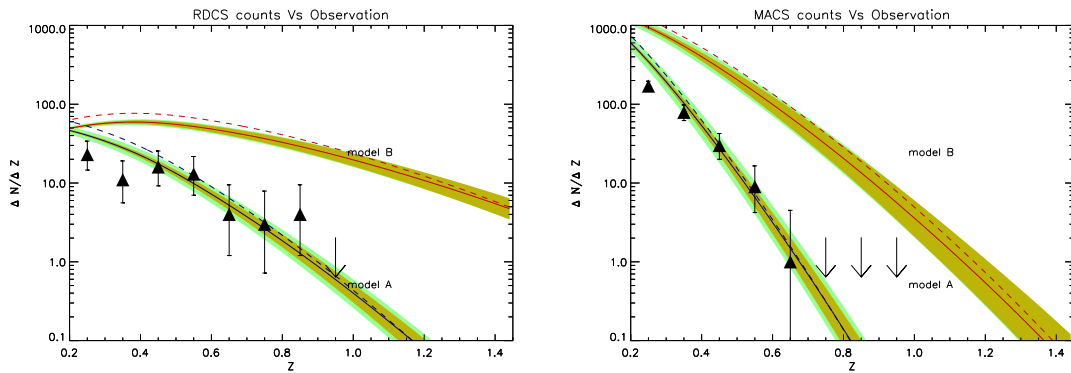 RDCS counts Vs Observation
1000.0
100.0
10.0
1.0
0.1
Δ N/Δ Z
model B
model A
0.2 0.4 0.6 0.8 1.0 1.2 1.4
Z
MACS counts Vs Observation
1000.0
100.0
10.0
1.0
0.1
Δ N/Δ Z
model B
model A
0.2 0.4 0.6 0.8 1.0 1.2 1.4
Z